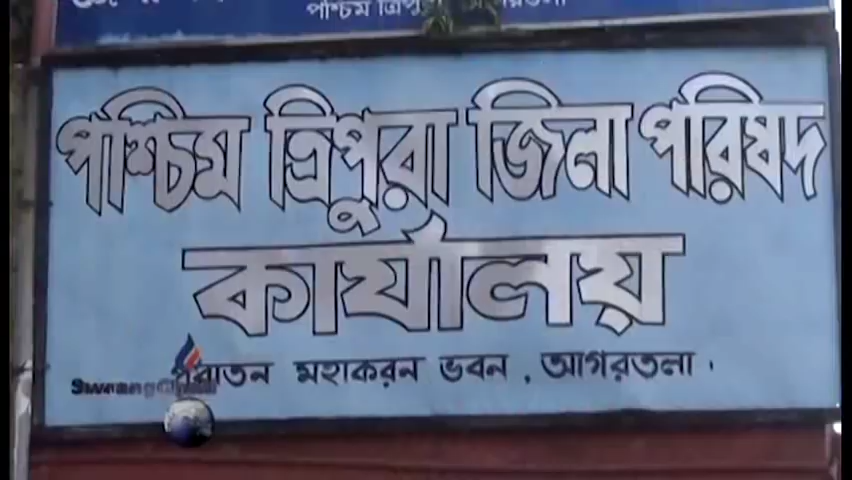 পশ্চিম
পশ্চিম ত্রিপুরা জিলা পরিষদ
কার্যালয়
পুরাতন মহাকরন ভবন , আগরতলা ।